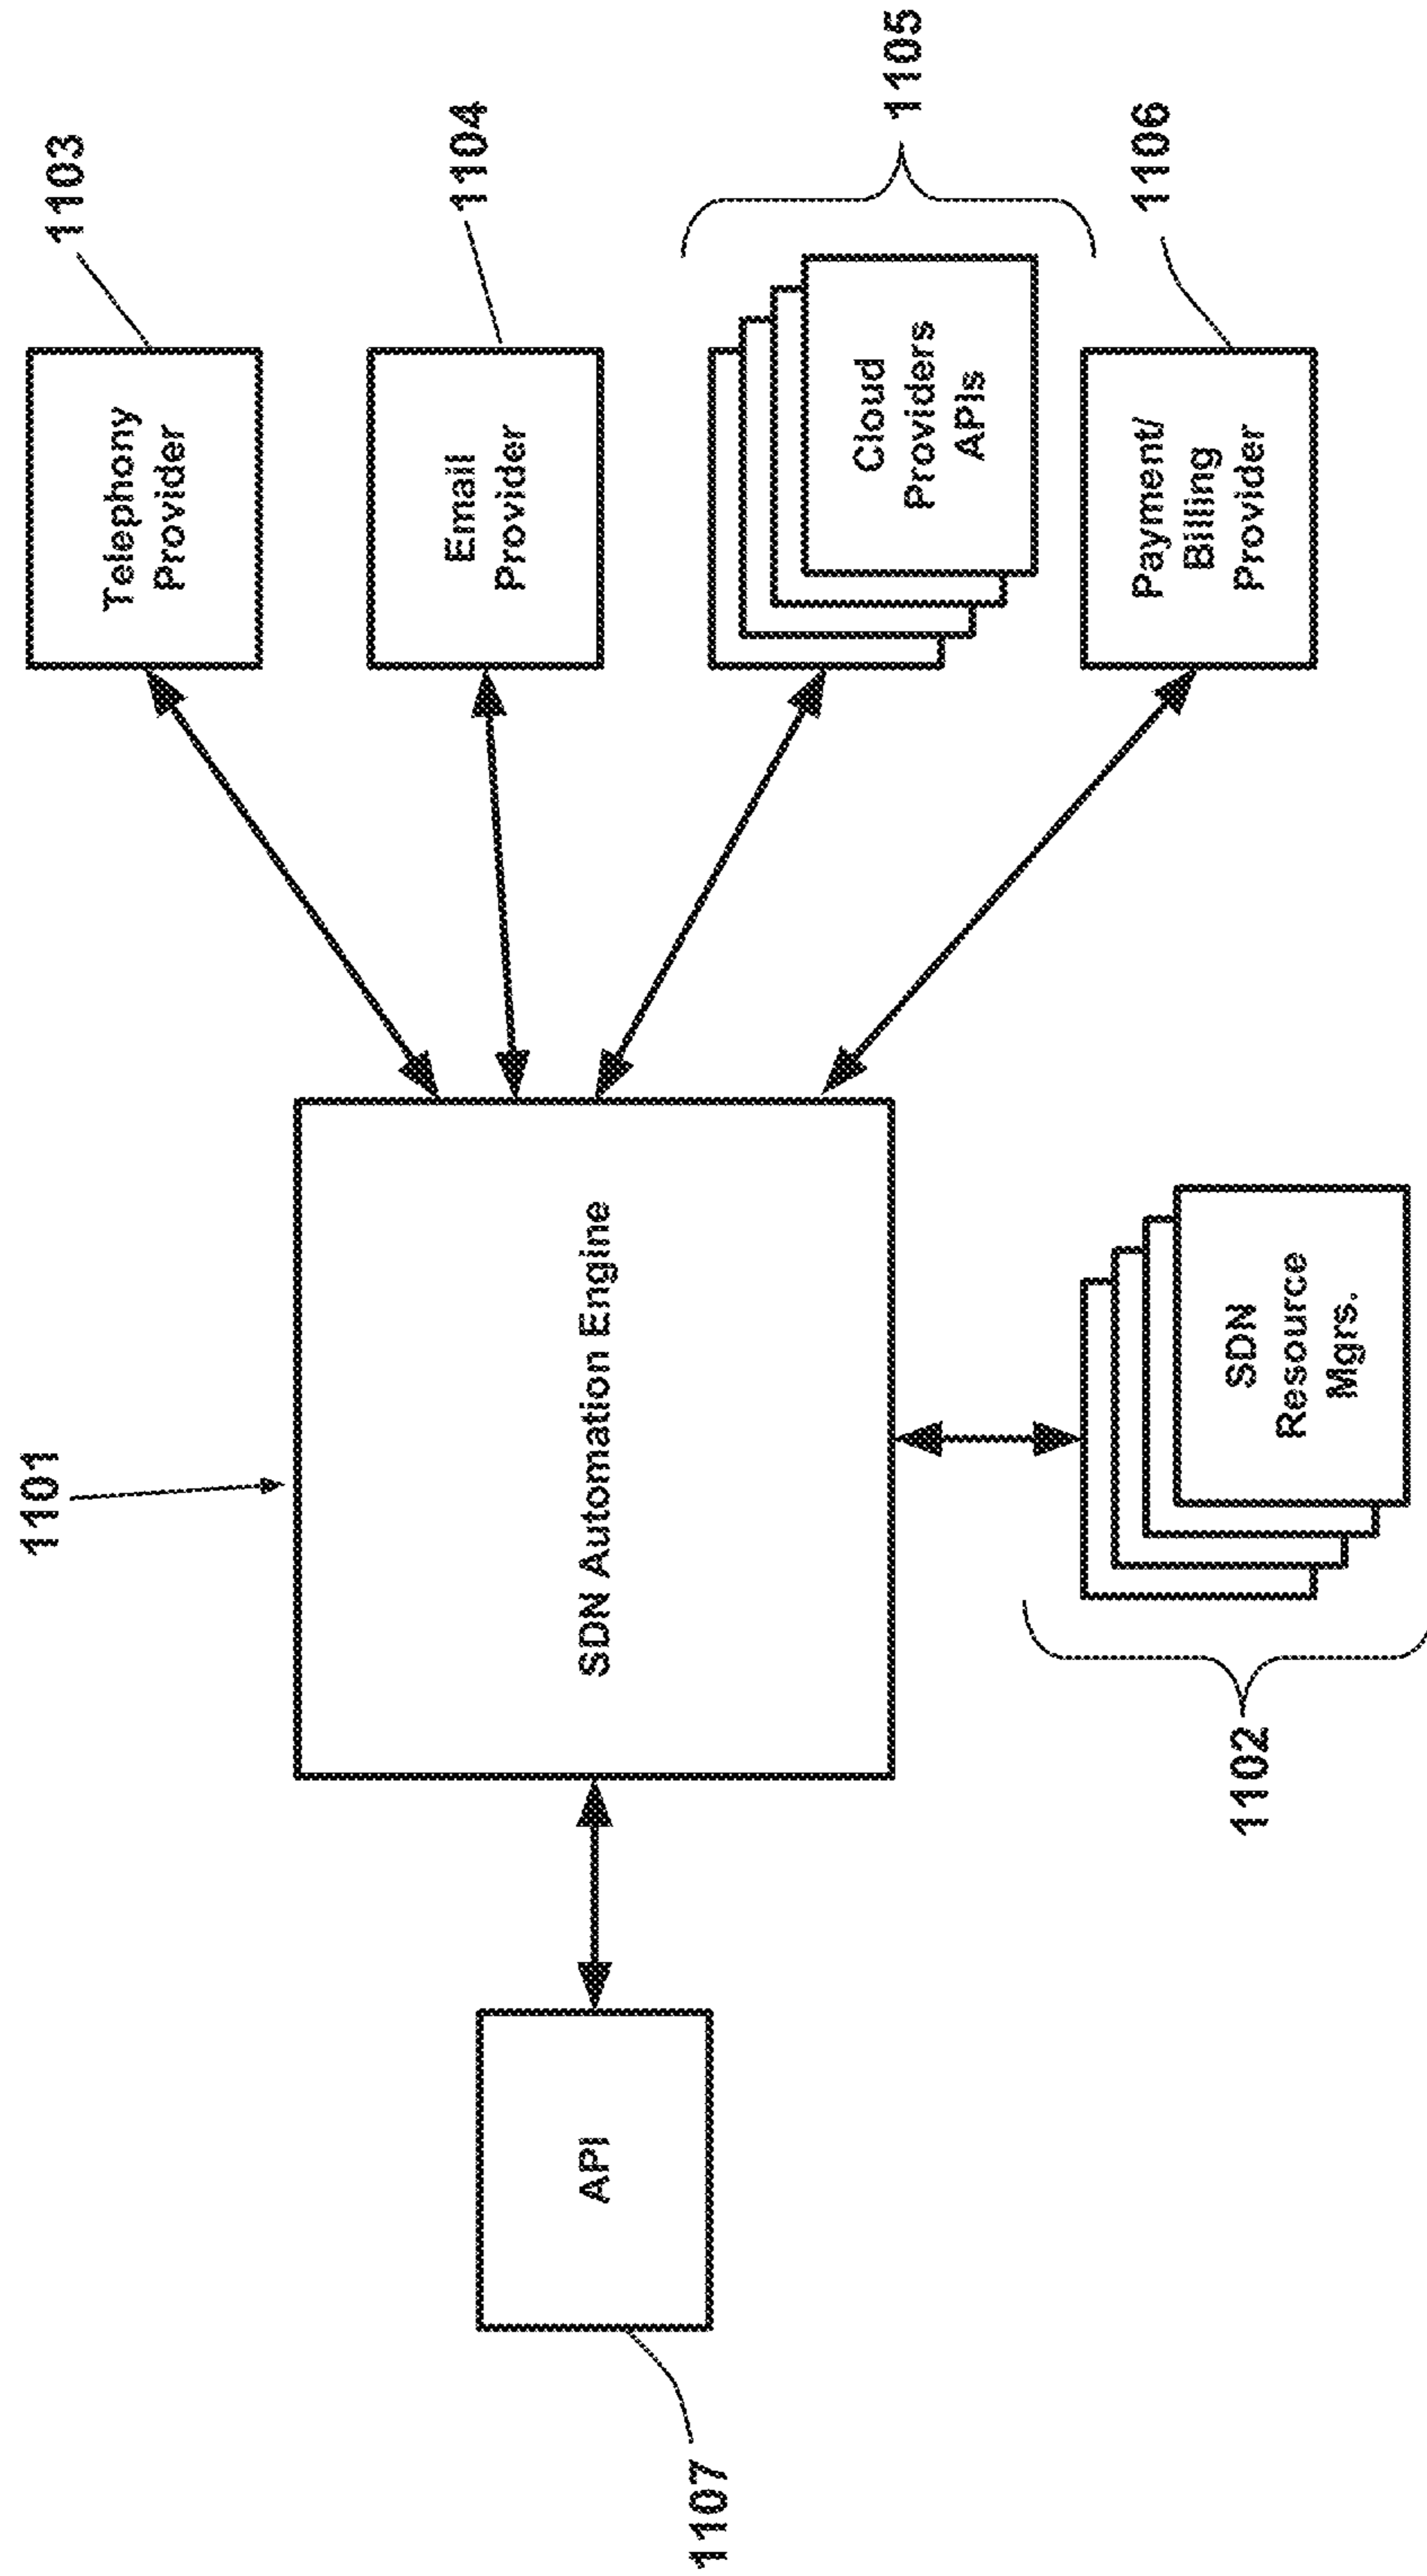 1101
1103
Telephony
Provider
1104
Email
Provider
SDN Automation Engine
API
1107
1105
Cloud
Providers
APIs
1106
Payment/
Billing
Provider
1102
SDN
Resource
Mgrs.